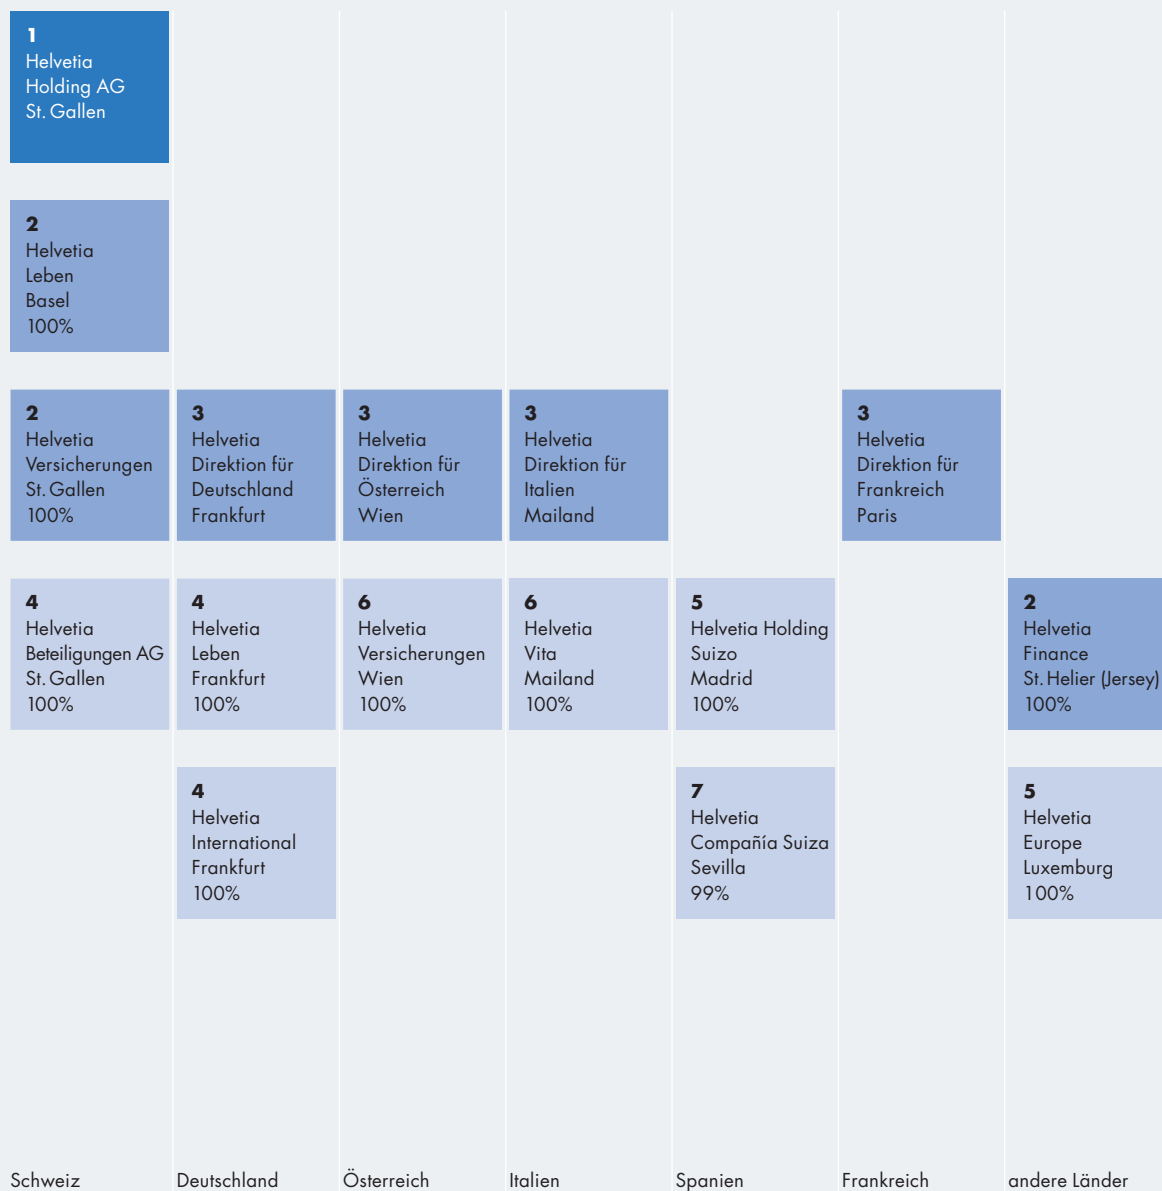 1
Helvetia
Holding AG
St. Gallen
2
Helvetia
Leben
Basel
100%
2
Helvetia
Versicherungen
St. Gallen
100%
3
Helvetia
Direktion für
Deutschland
Frankfurt
3
Helvetia
Direktion für
Österreich
Wien
3
Helvetia
Direktion für
Italien
Mailand
3
Helvetia
Direktion für
Frankreich
Paris
4
Helvetia
Beteiligungen AG
St. Gallen
100%
4
Helvetia
Leben
Frankfurt
100%
6
Helvetia
Versicherungen
Wien
100%
6
Helvetia
Vita
Mailand
100%
5
Helvetia Holding
Suizo
Madrid
100%
2
Helvetia
Finance
St. Helier (Jersey)
100%
4
Helvetia
International
Frankfurt
100%
7
Helvetia
Compañía Suiza
Sevilla
99%
5
Helvetia
Europe
Luxemburg
100%
Schweiz
Deutschland
Österreich
Italien
Spanien
Frankreich
andere Länder